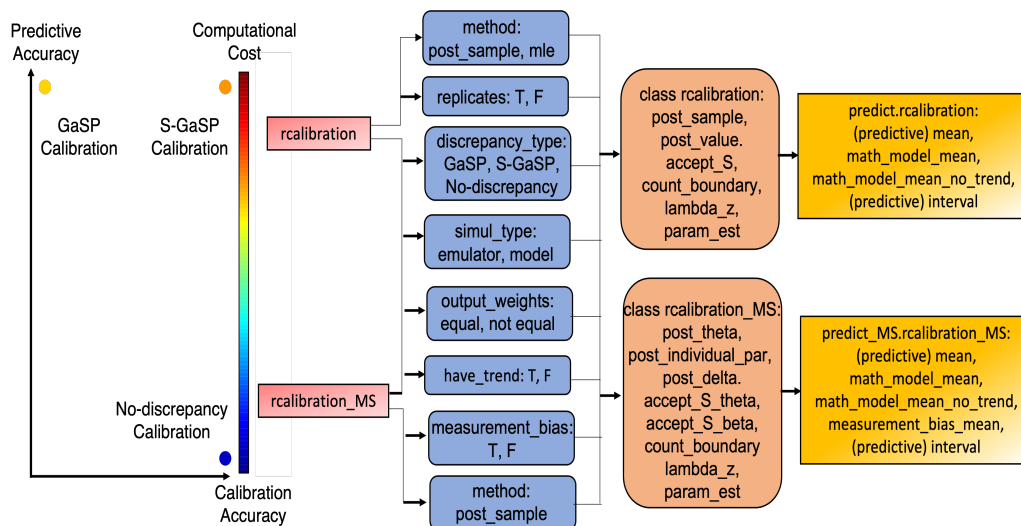 Predictive
Accuracy
GaSP
Calibration
S-GaSP
Calibration
No-discrepancy
Calibration
Calibration
Accuracy
Computational
Cost
rcalibration
rcalibration_MS
method:
post_sample, mle
replicates: T, F
discrepancy_type:
GaSP, S-GaSP,
No-discrepancy
simul_type:
emulator, model
output_weights:
equal, not equal
have_trend: T, F
measurement_bias:
T, F
method:
post_sample
class rcalibration:
post_sample,
post_value.
accept_S,
count_boundary,
lambda_z,
param_est
class rcalibration_MS:
post_theta,
post_individual_par,
post_delta.
accept_S_theta,
accept_S_beta,
count_boundary
lambda_z,
param_est
predict.rcalibration:
(predictive) mean,
math_model_mean,
math_model_mean_no_trend,
(predictive) interval
predict_MS.rcalibration_MS:
(predictive) mean,
math_model_mean,
math_model_mean_no_trend,
measurement_bias_mean,
(predictive) interval